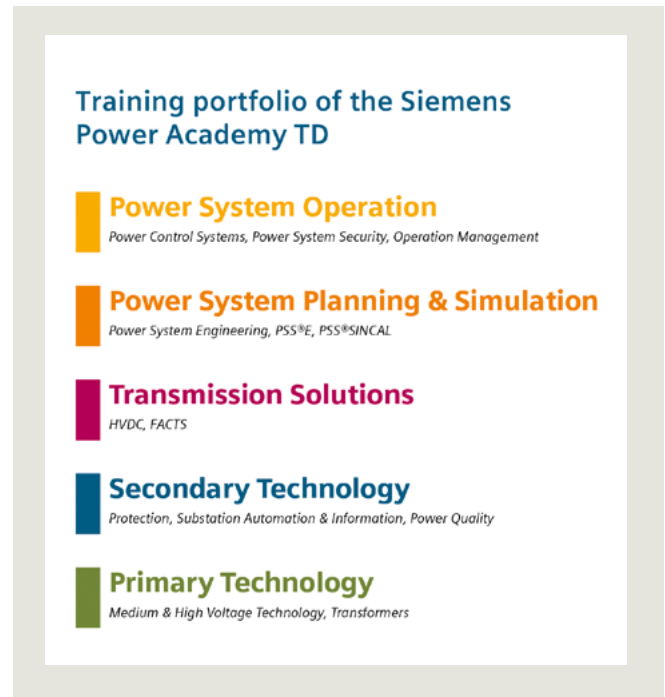 Training portfolio of the Siemens
Power Academy TD
Power System Operation
Power Control Systems, Power System Security, Operation Management
Power System Planning & Simulation
Power System Engineering, PSS®E, PSS®SINCAL
Transmission Solutions
HVDC, FACTS
Secondary Technology
Protection, Substation Automation & Information, Power Quality
Primary Technology
Medium & High Voltage Technology, Transformers